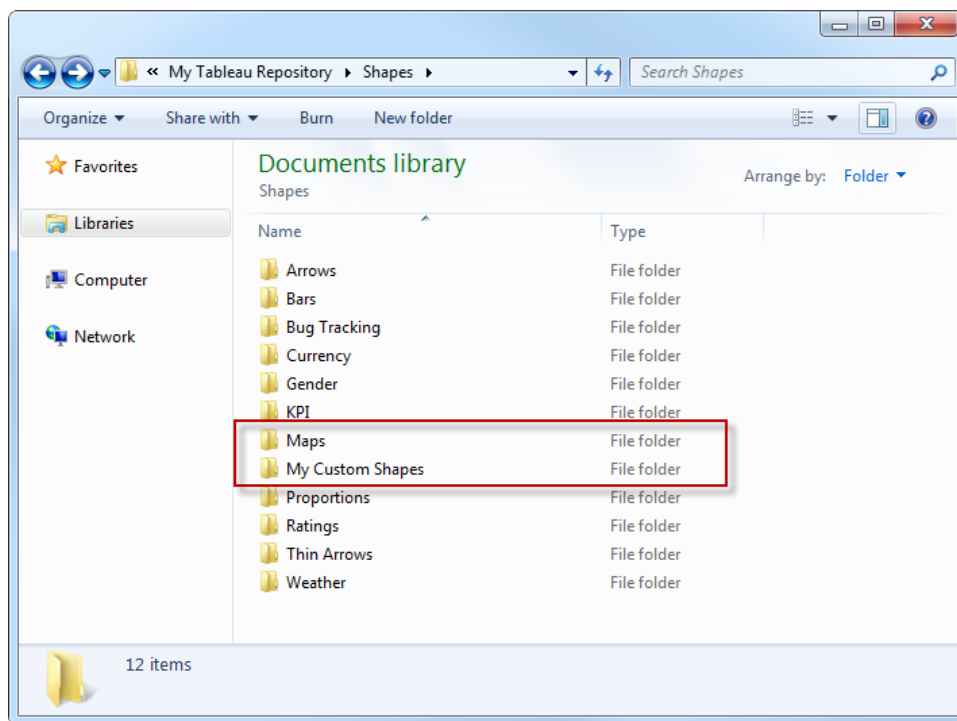 « My Tableau Repository Shapes
Search Shapes
Organize Share with Burn New folder
Favorites
Libraries
Computer
Network
Documents library
Shapes
Arrange by: Folder
Name Type
Arrows File folder
Bars File folder
Bug Tracking File folder
Currency File folder
Gender File folder
KPI File folder
Maps File folder
My Custom Shapes File folder
Proportions File folder
Ratings File folder
Thin Arrows File folder
Weather File folder
12 items